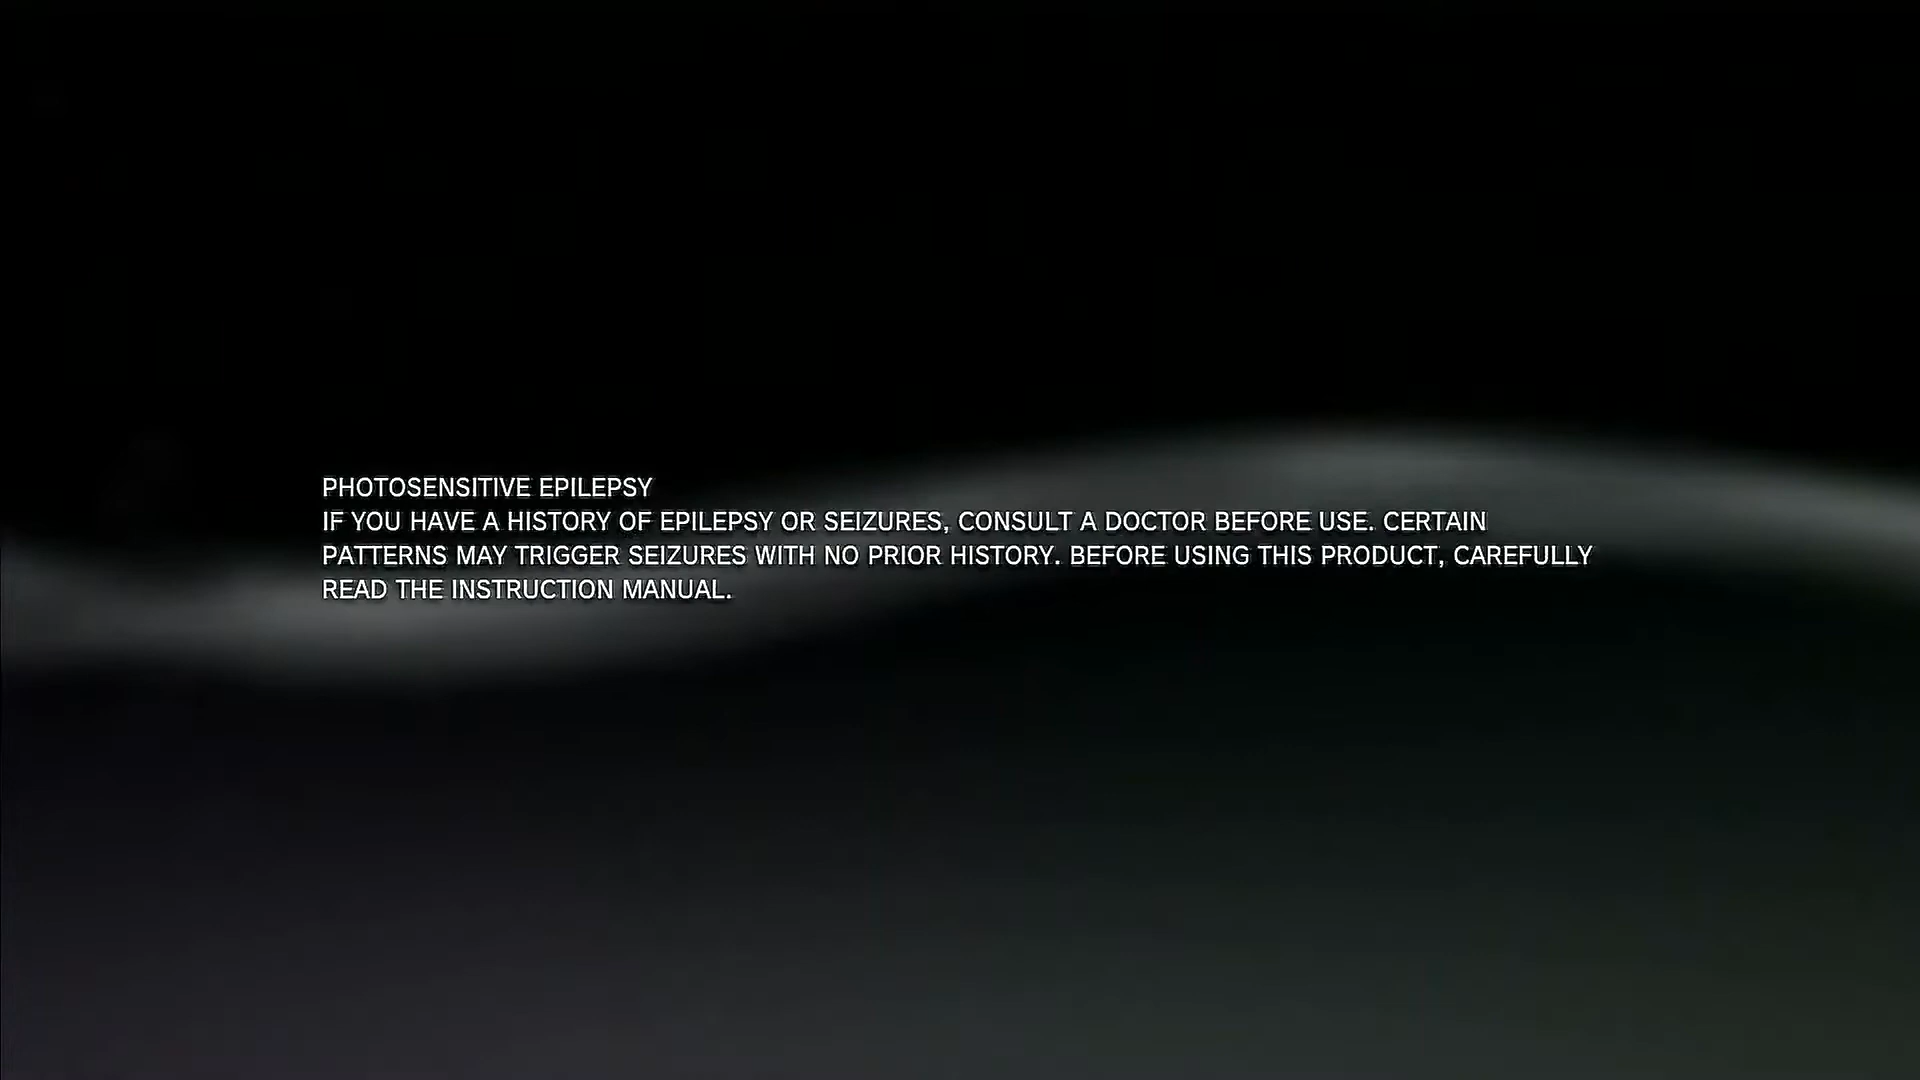 PHOTOSENSITIVE EPILEPSY
IF YOU HAVE A HISTORY OF EPILEPSY OR SEIZURES, CONSULT A DOCTOR BEFORE USE. CERTAIN
PATTERNS MAY TRIGGER SEIZURES WITH NO PRIOR HISTORY. BEFORE USING THIS PRODUCT, CAREFULLY
READ THE INSTRUCTION MANUAL.